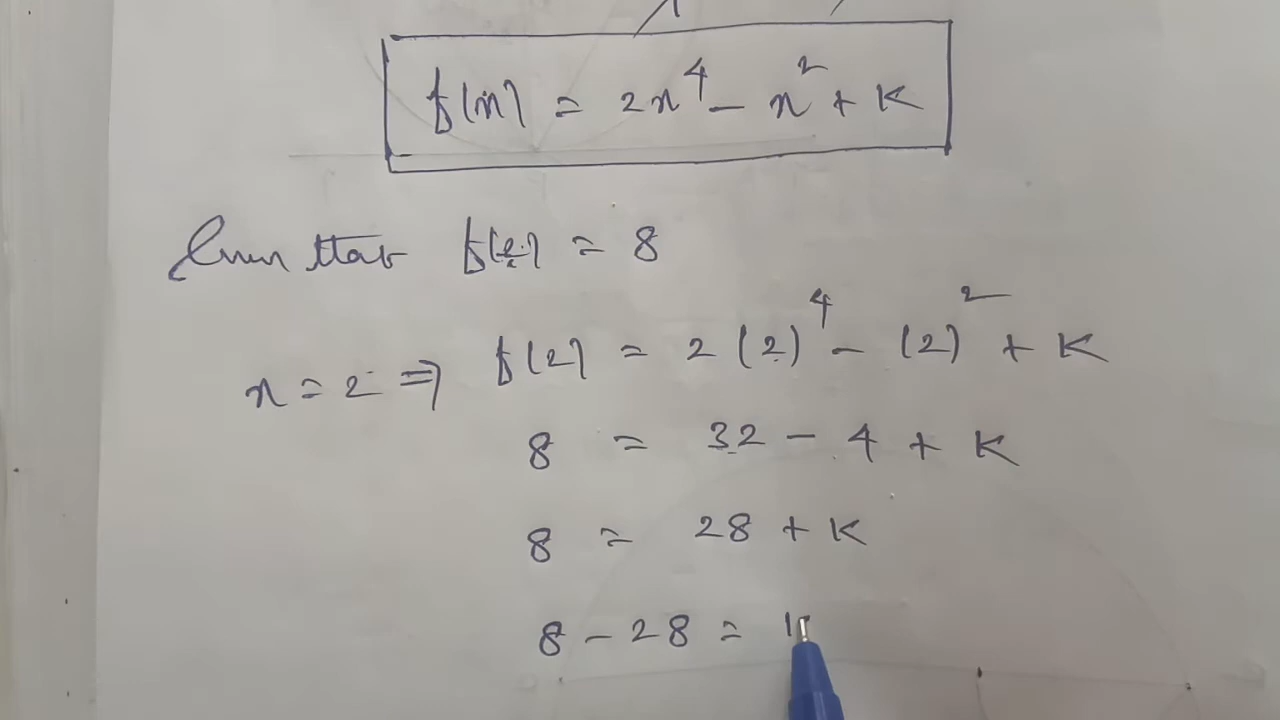 f(x) = 2x⁴ - x² + K
Given that f(2) = 8
x = 2 ⇒ f(2) = 2(2)⁴ - (2)² + K
8 = 32 - 4 + K
8 = 28 + K
8 - 28 =